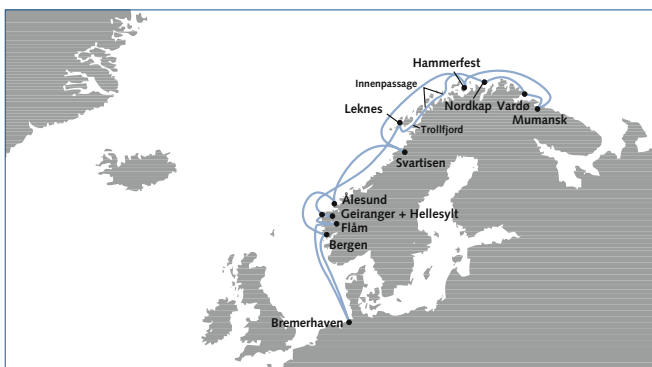 Hammerfest
Innenpassage
Leknes
Nordkap Vardø
Mumansk
Trollfjord
Svartisen
Ålesund
Geiranger + Hellesylt
Flåm
Bergen
Bremerhaven